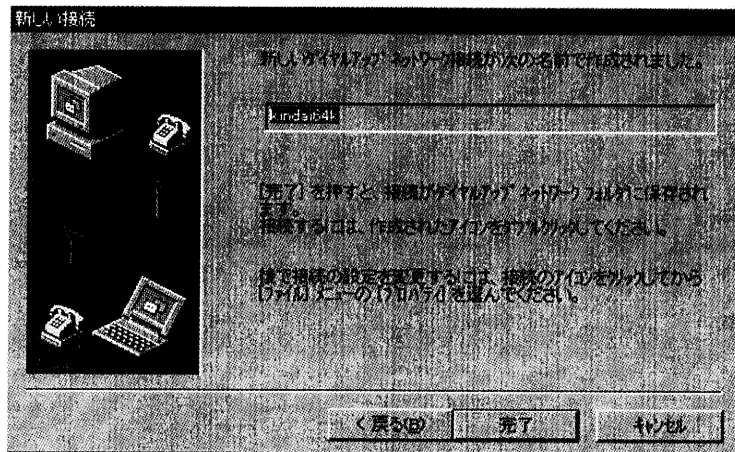 新しい接続
新しいダイヤルアップ ネットワーク接続が次の名前で作成されました。
kindai64k
[完了] を押すと、接続がダイヤルアップ ネットワーク フォルダに保存され
ます。
接続するには、作成されたアイコンをダブルクリックしてください。
後で接続の設定を変更するには、接続のアイコンをクリックしてから
[ファイル] メニューの [プロパティ] を選んでください。
< 戻る(B)
完了
キャンセル